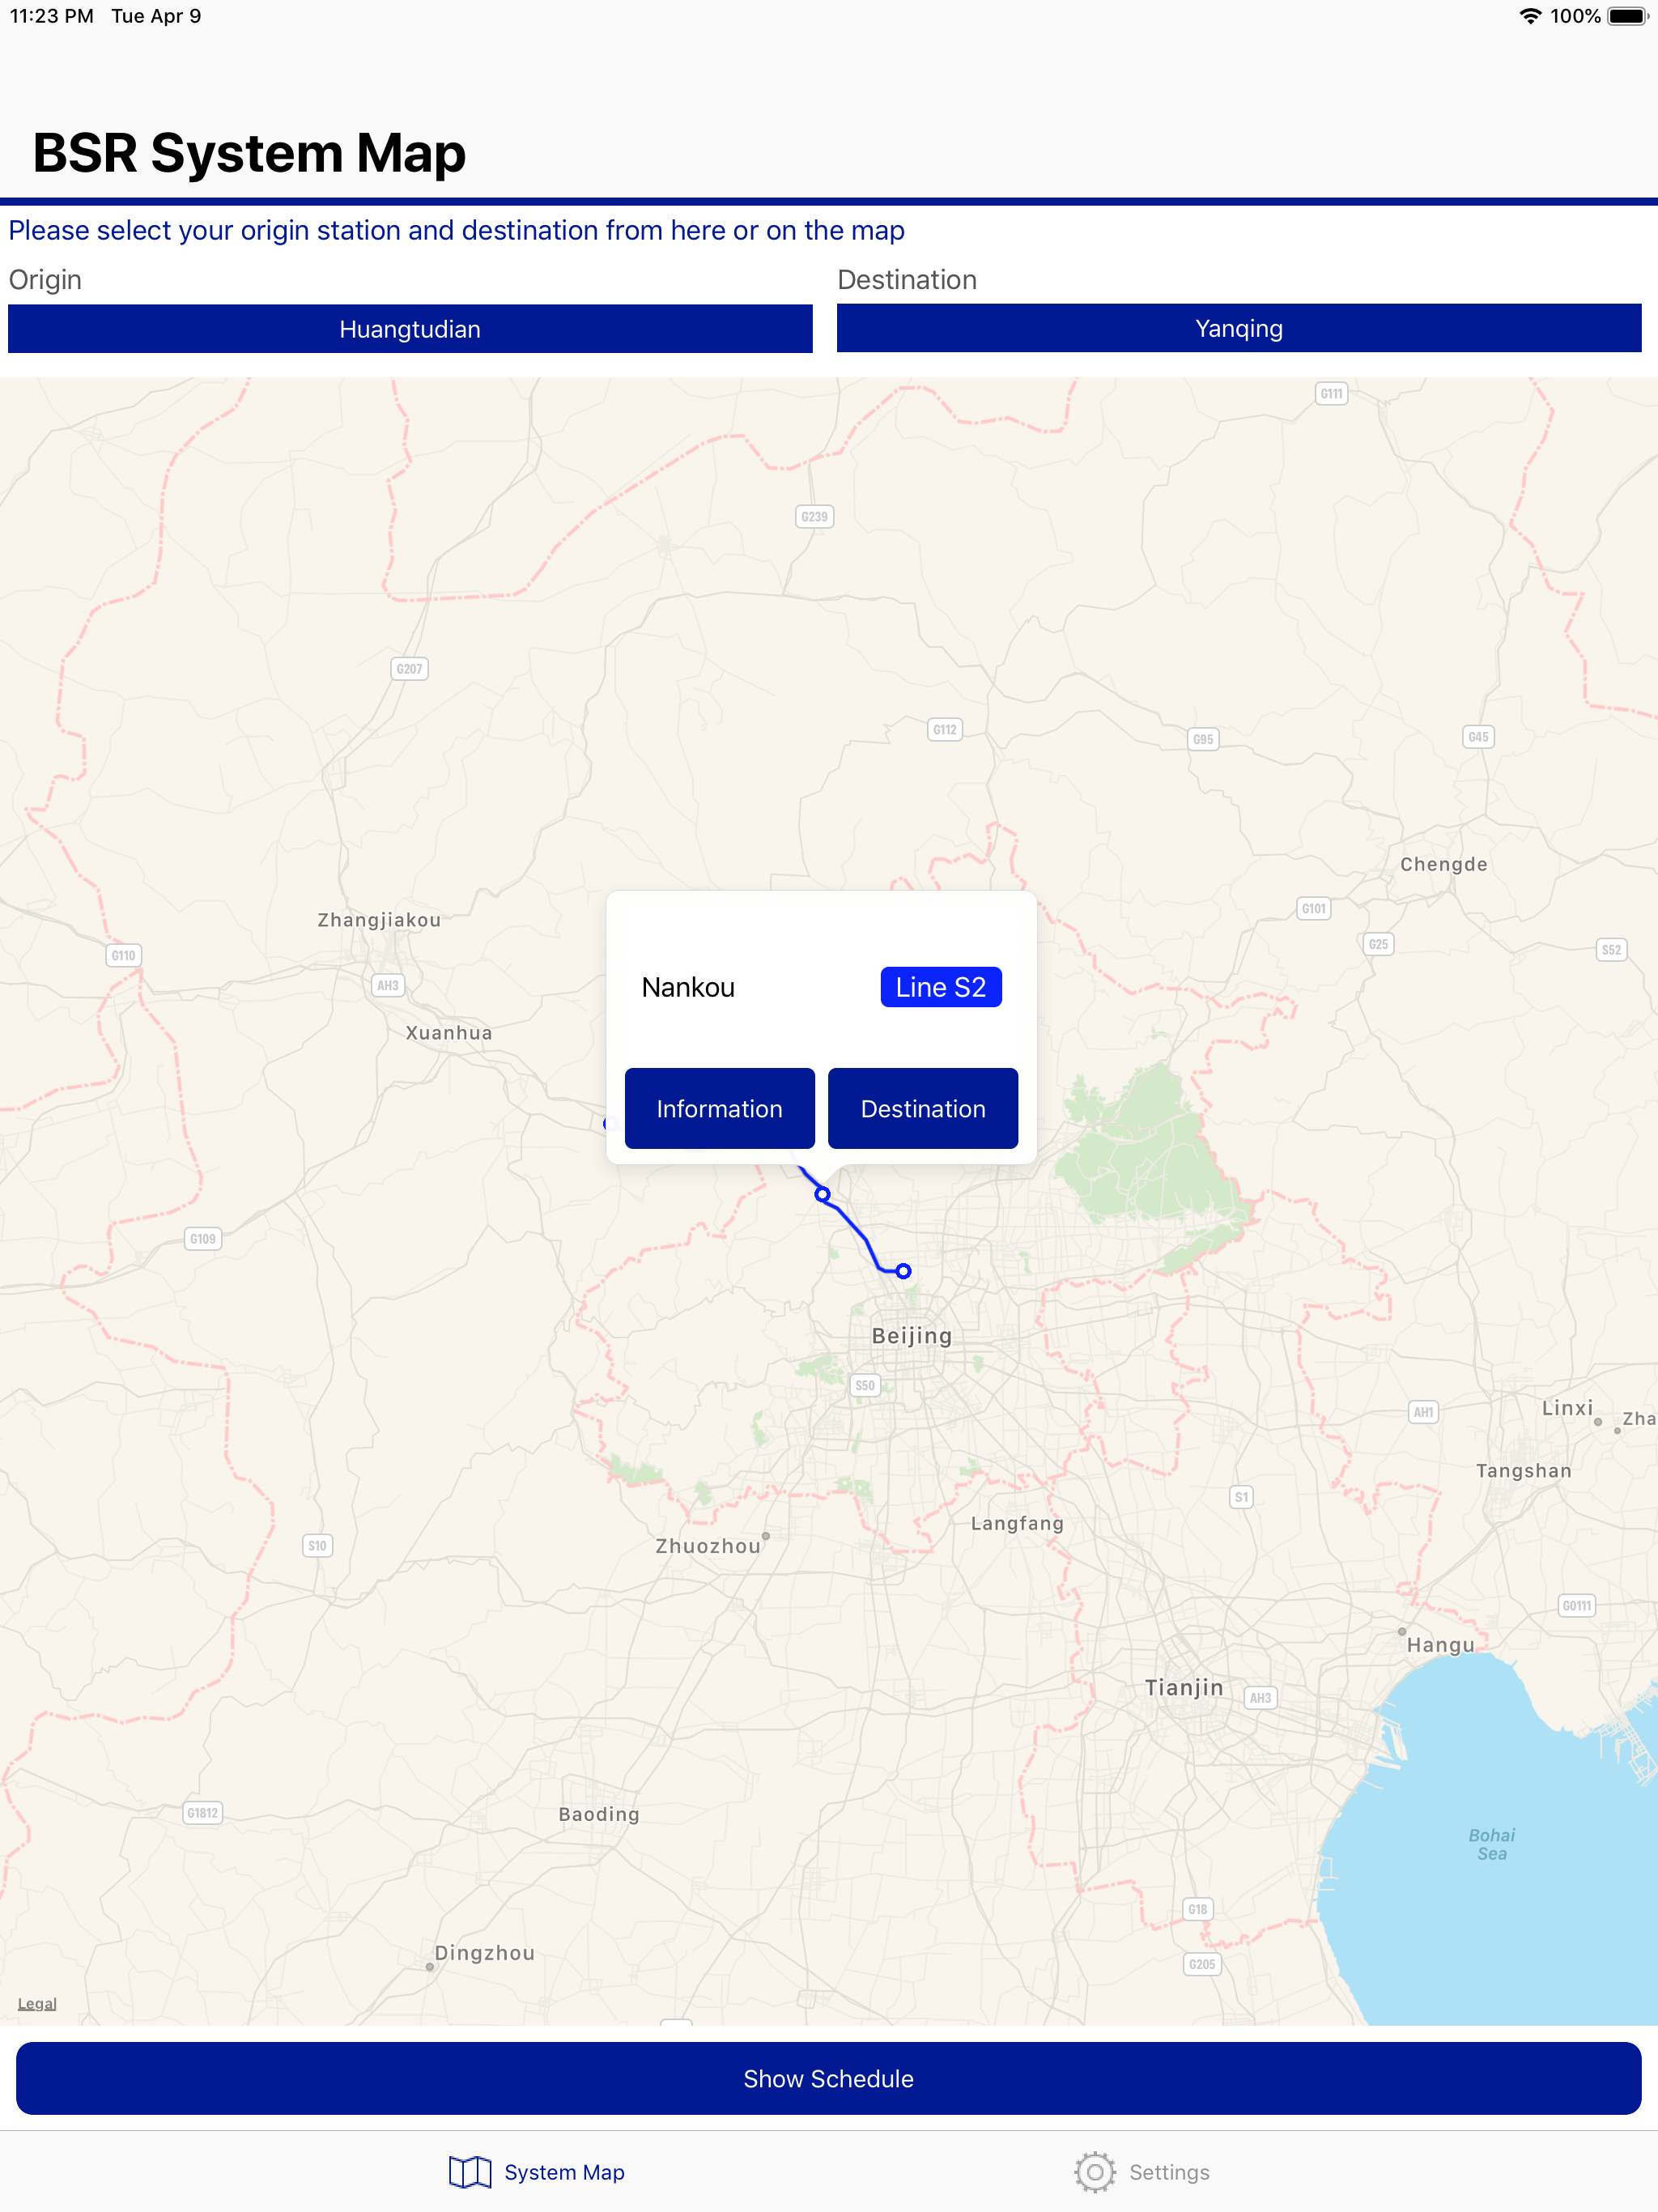 11:23 PM Tue Apr 9
100%
BSR System Map
Please select your origin station and destination from here or on the map
Origin
Destination
Huangtudian
Yanqing
G111
G239
G207
G112
G95
G45
Chengde
Zhangjiakou
G101
G110
G25
S52
AH3
Nankou
Line S2
Xuanhua
Information
Destination
G109
Beijing
S50
Linxi
AH1
Zha
Tangshan
S1
Langfang
S10
Zhuozhou
G0111
Hangu
Tianjin
AH3
G1812
Baoding
Bohai
Sea
G18
Dingzhou
G205
Legal
Show Schedule
System Map
Settings